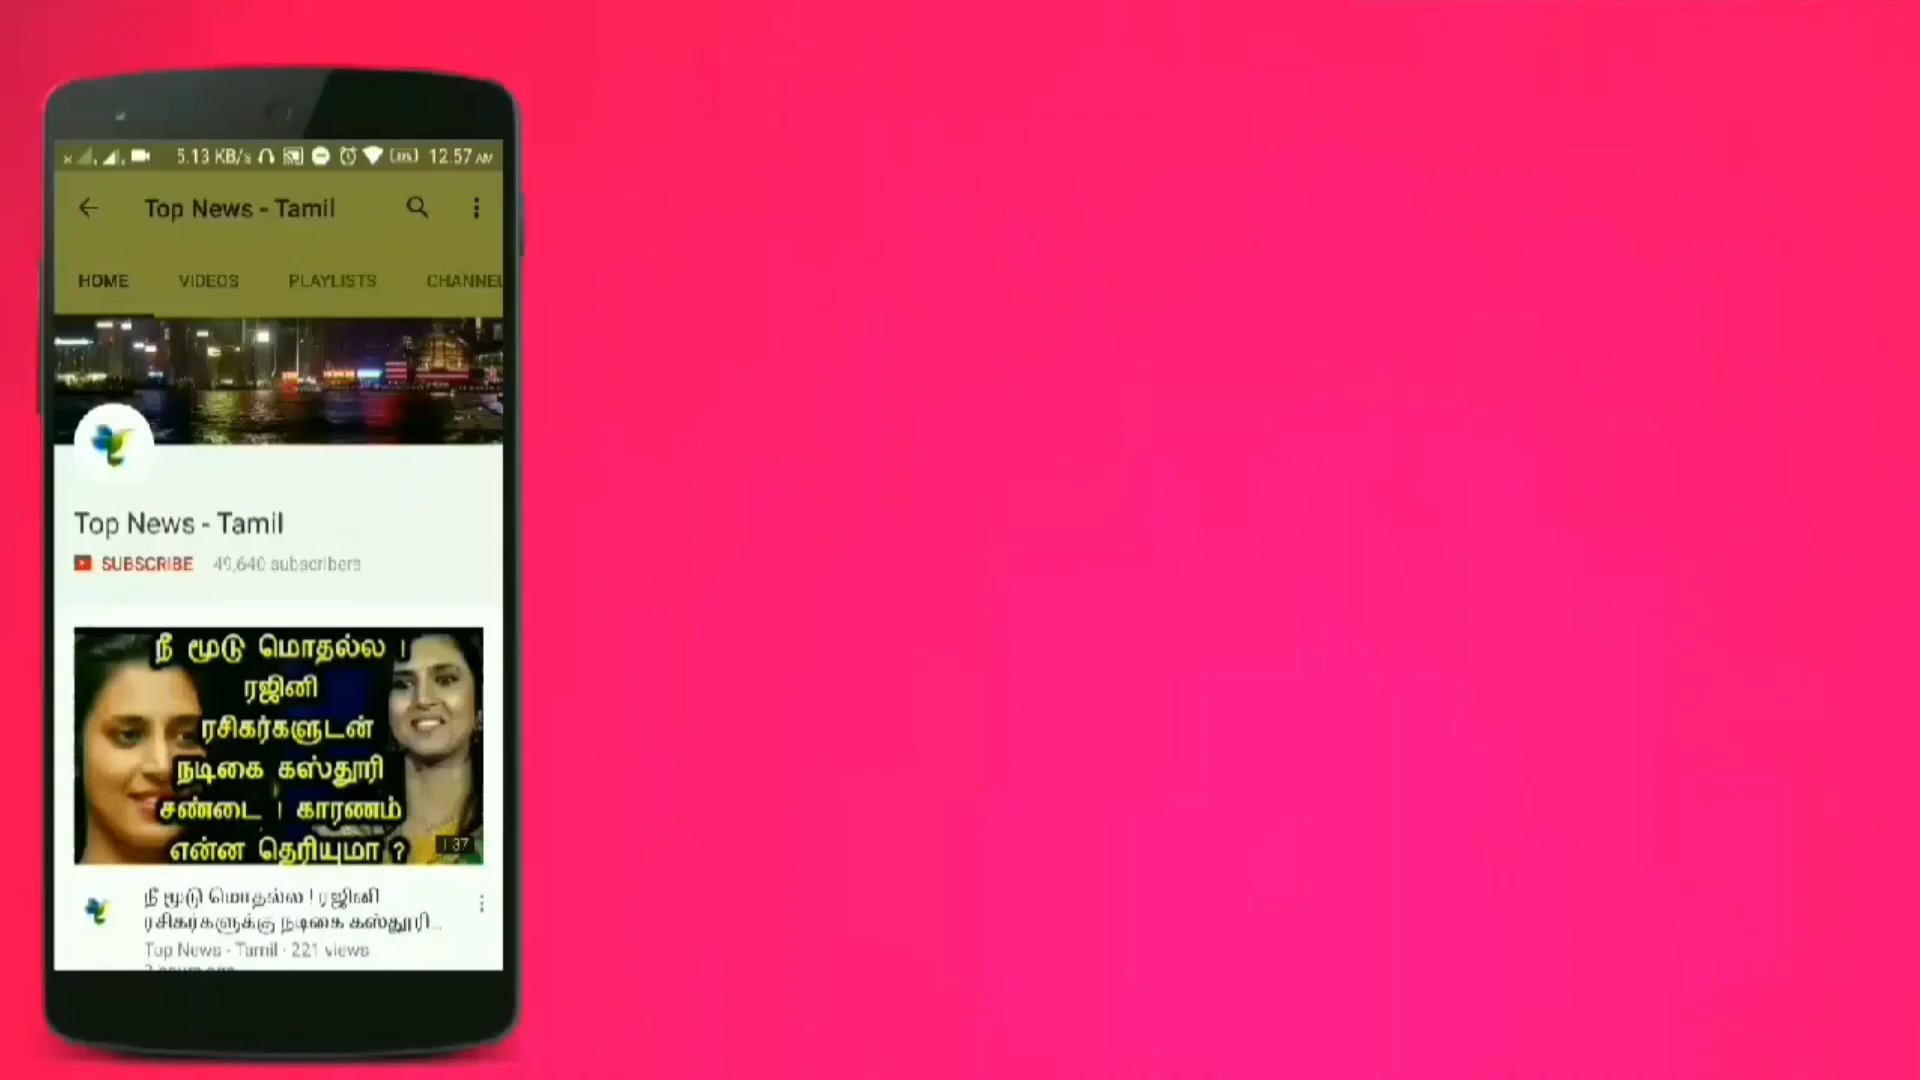 5.13 KB/s 12.57 AM
Top News - Tamil
HOME VIDEOS PLAYLISTS CHANNEL
Top News - Tamil
SUBSCRIBE 49,640 subscribers
நீ மூடு மொதல்ல !
ரஜினி
ரசிகர்களுடன்
நடிகை கஸ்தூரி
சண்டை ! காரணம்
என்ன தெரியுமா ?
1:37
நீ மூடு மொதல்ல ! ரஜினி
ரசிகர்களுக்கு நடிகை கஸ்தூரி...
Top News - Tamil · 221 views